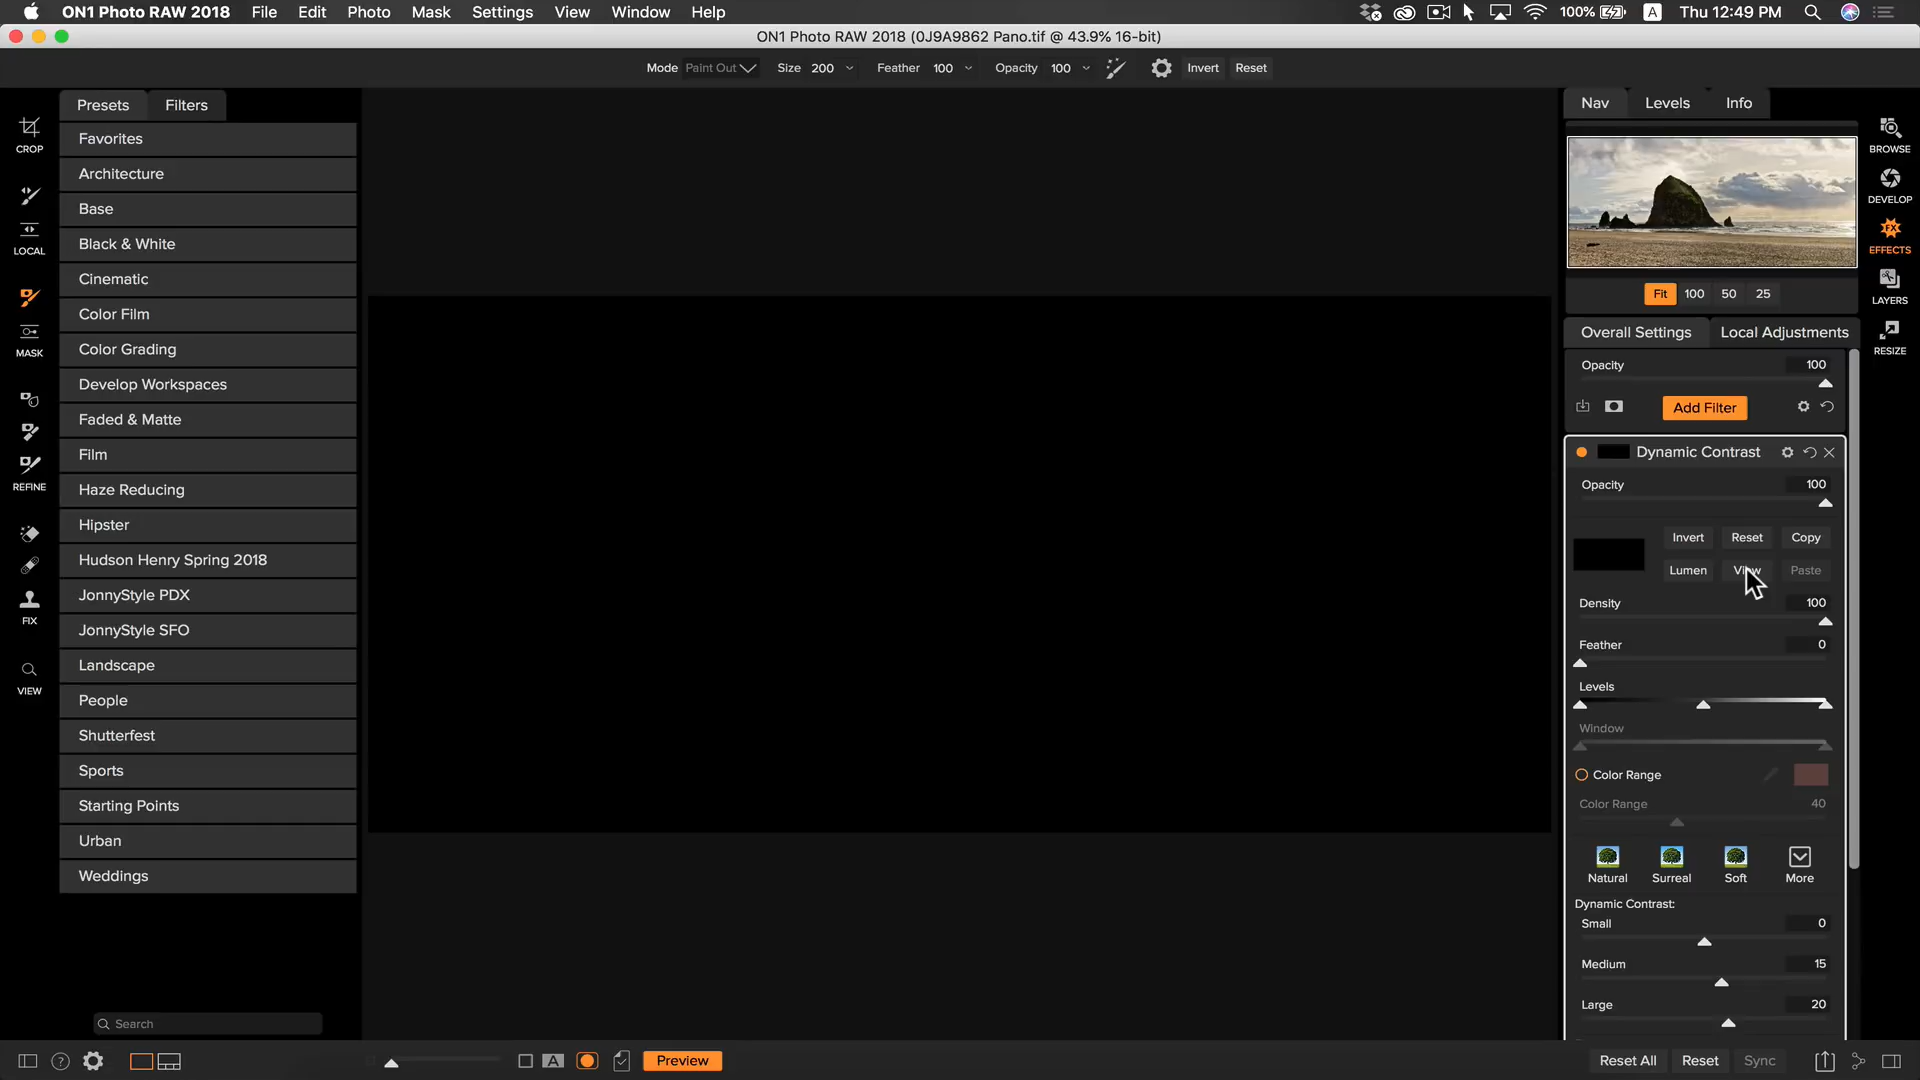 ON1 Photo RAW 2018 File Edit Photo Mask Settings View Window Help 100% A Thu 12:49 PM
ON1 Photo RAW 2018 (0J9A9862 Pano.tif @ 43.9% 16-bit)
Mode Paint Out Size 200 Feather 100 Opacity 100 Invert Reset
Presets Filters
Favorites
Architecture
Base
Black & White
Cinematic
Color Film
Color Grading
Develop Workspaces
Faded & Matte
Film
Haze Reducing
Hipster
Hudson Henry Spring 2018
JonnyStyle PDX
JonnyStyle SFO
Landscape
People
Shutterfest
Sports
Starting Points
Urban
Weddings
Search
CROP
LOCAL
MASK
REFINE
FIX
VIEW
Nav Levels Info
Fit 100 50 25
Overall Settings Local Adjustments
Opacity 100
Add Filter
Dynamic Contrast
Opacity 100
Invert Reset Copy
Lumen View Paste
Density 100
Feather 0
Levels
Window
Color Range
Color Range 40
Natural Surreal Soft More
Dynamic Contrast:
Small 0
Medium 15
Large 20
BROWSE
DEVELOP
FX
EFFECTS
LAYERS
RESIZE
? A Preview Reset All Reset Sync